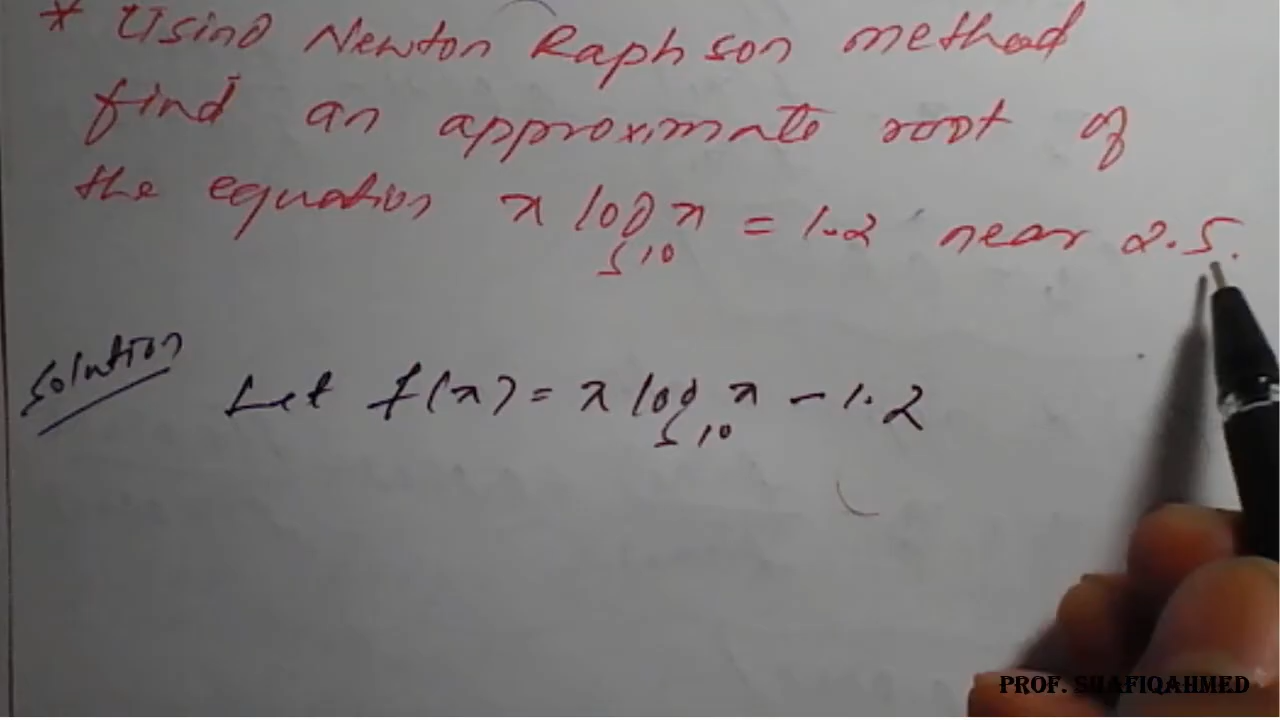 * Using Newton Raphson method
find an approximate root of
the equation x log₁₀ x = 1.2 near 2.5.
Solution
Let f(x) = x log₁₀ x - 1.2
PROF. SHAFIQAHMED